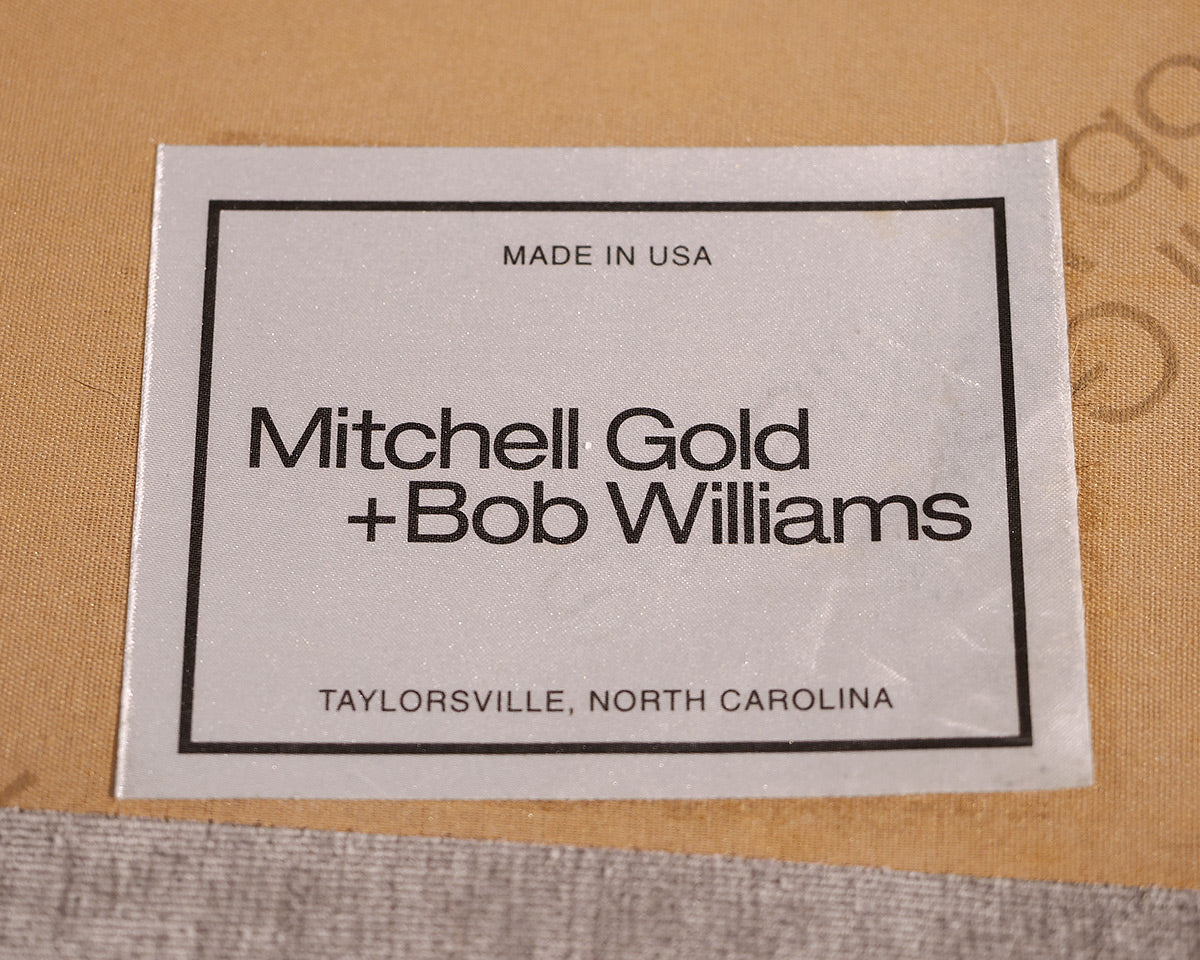 MADE IN USA
Mitchell Gold
+Bob Williams
TAYLORSVILLE, NORTH CAROLINA